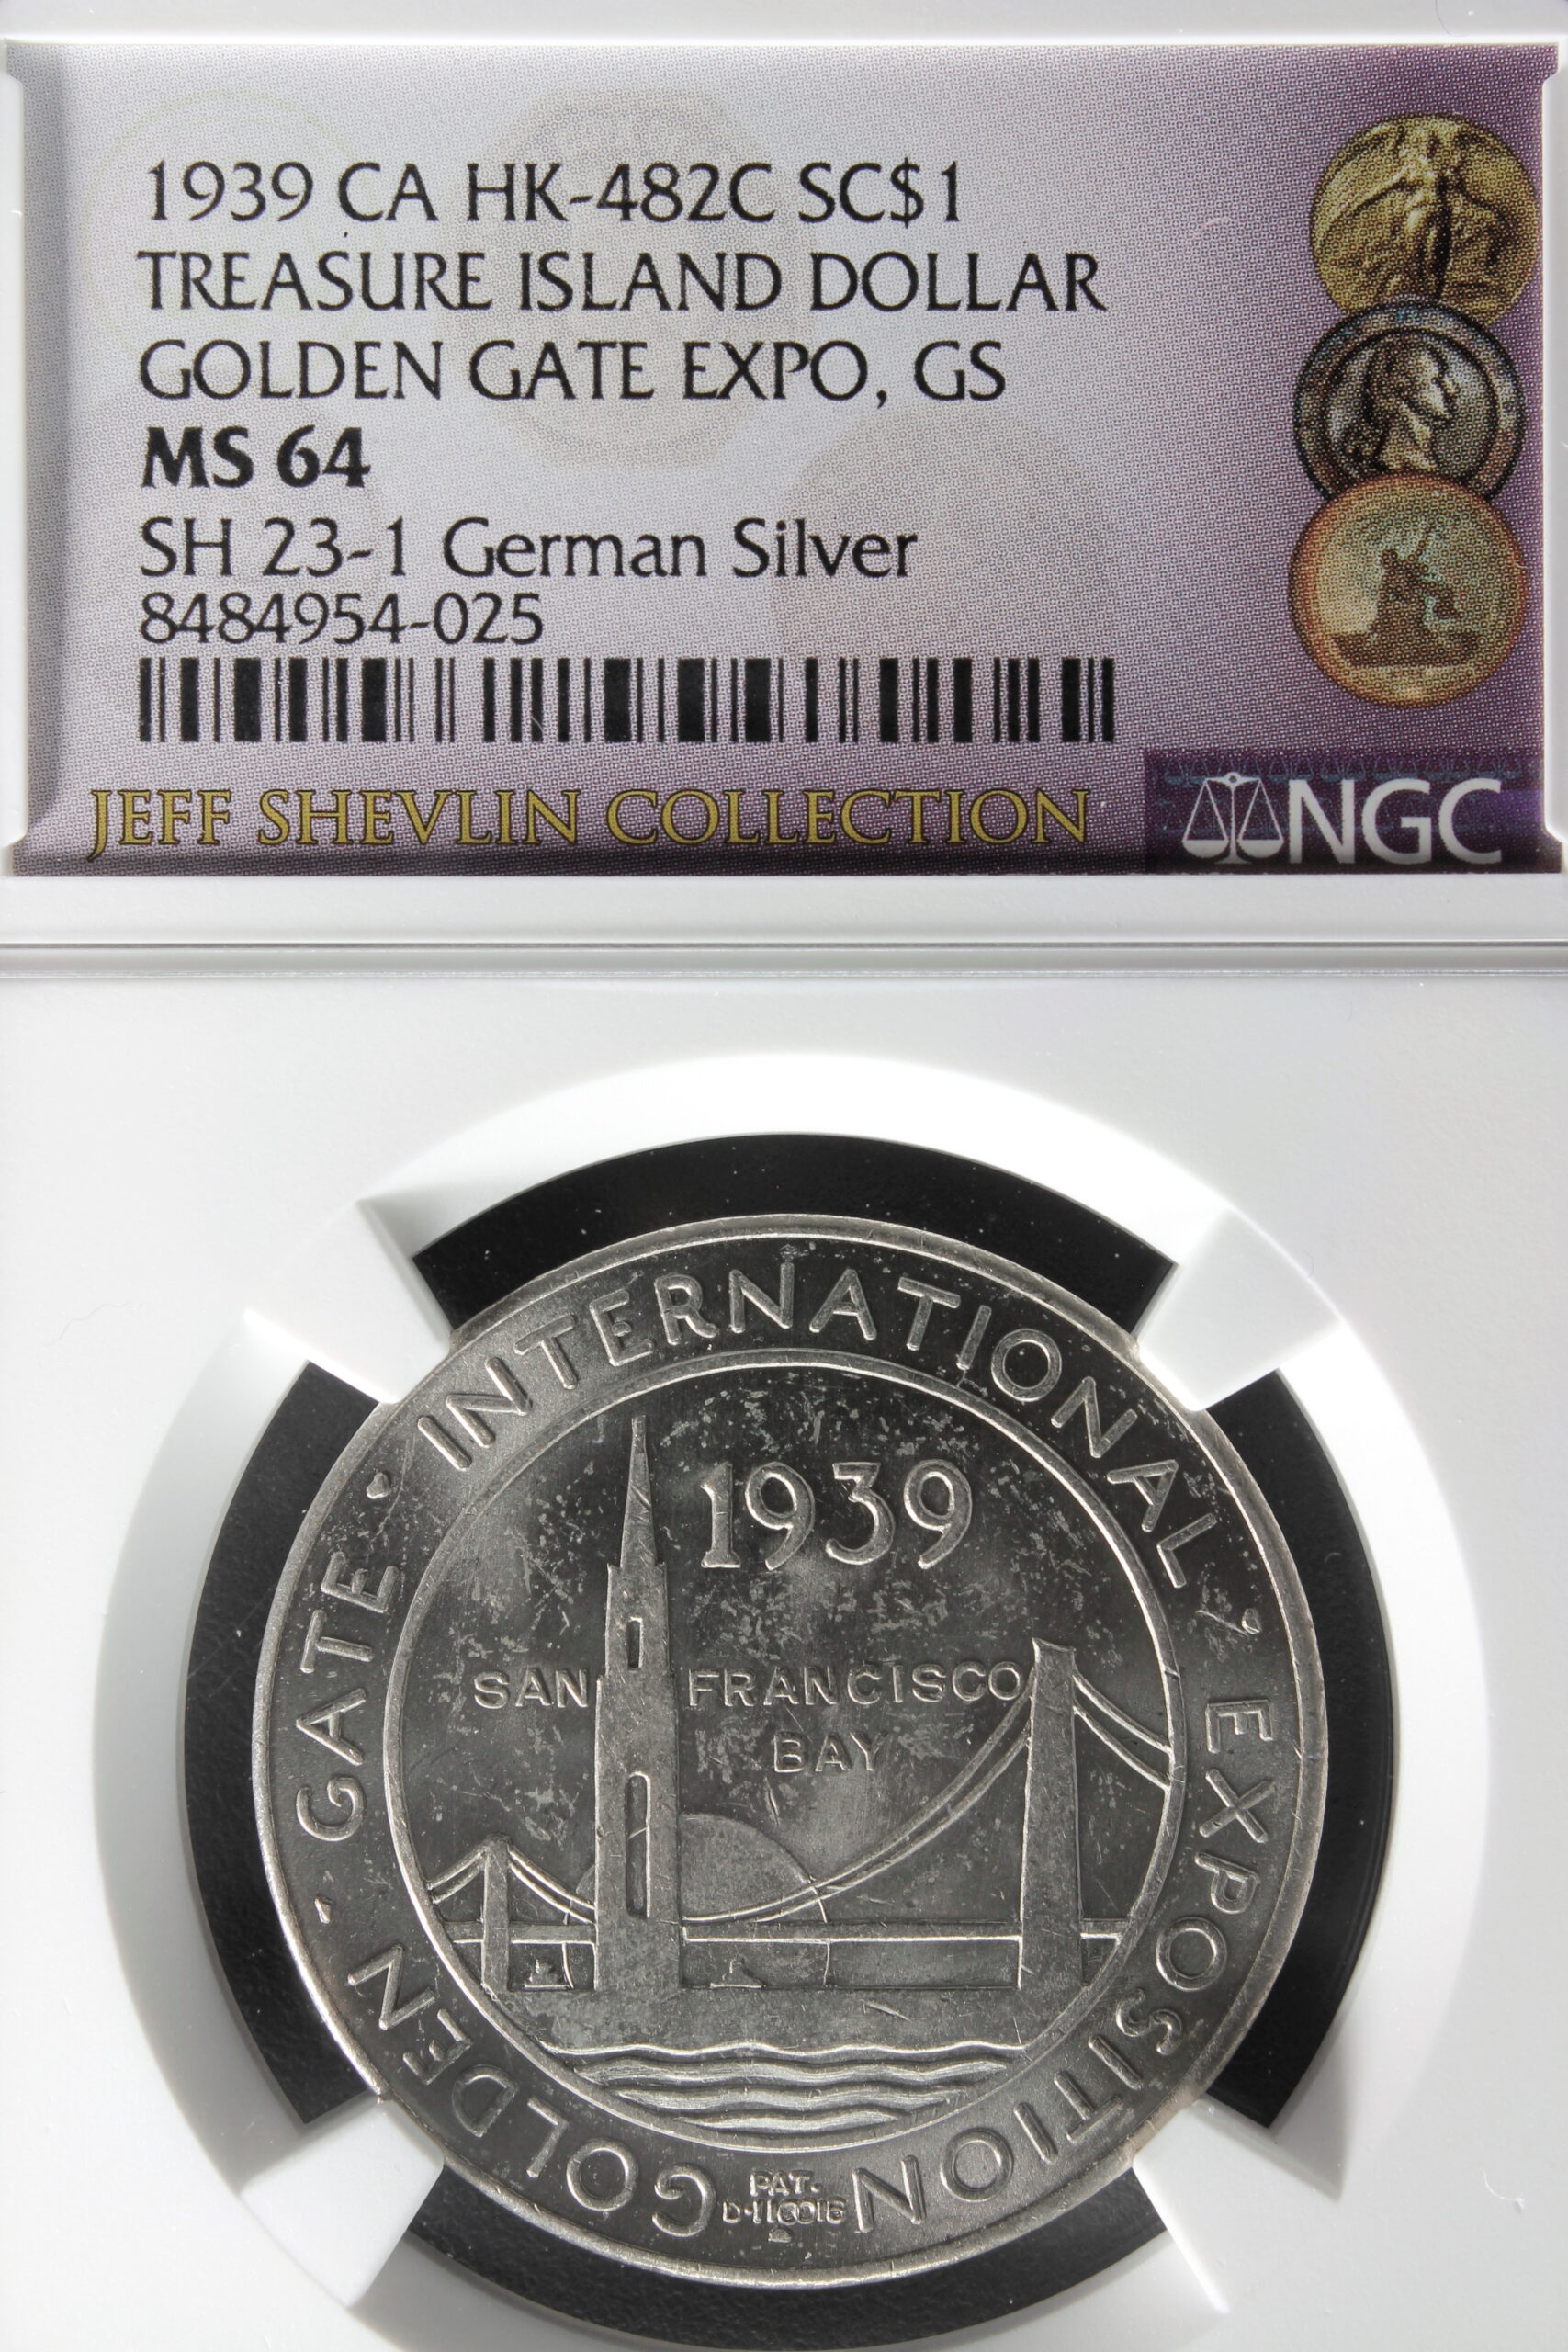 1939 CA HK-482C SC$1
TREASURE ISLAND DOLLAR
GOLDEN GATE EXPO, GS
MS 64
SH 23-1 German Silver
8484954-025
JEFF SHEVLIN COLLECTION
NGC
GOLDEN · GATE · INTERNATIONAL · EXPOSITION
1939
SAN FRANCISCO
BAY
PAT.
D-110016